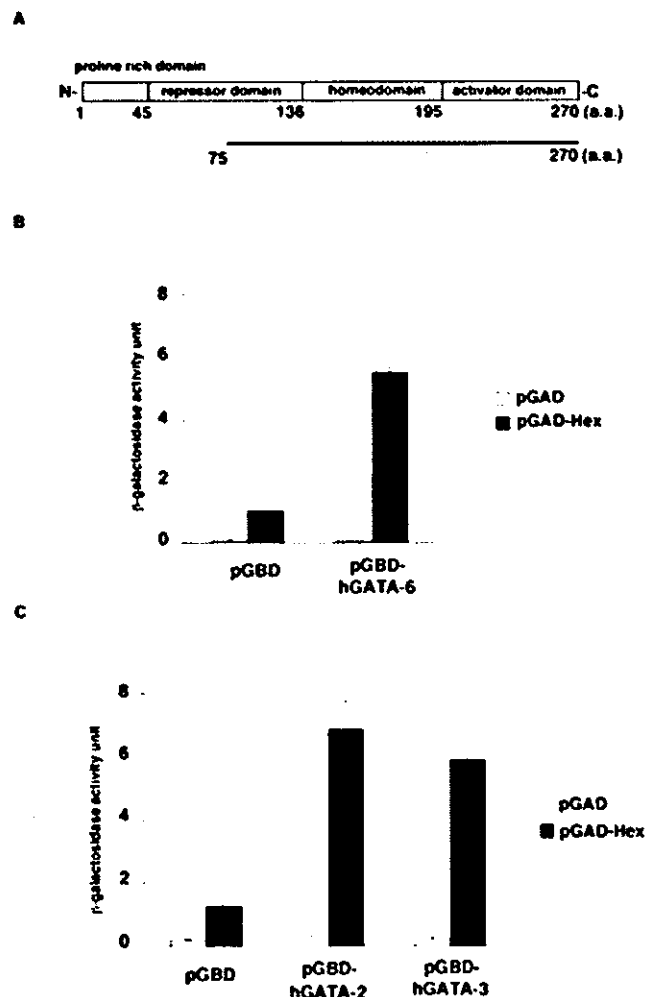 A
proline rich domain
N- repressor domain homeodomain activator domain -C
1 45 136 195 270 (a.a.)
75 270 (a.a.)
B
β-galactosidase activity unit
8
6
4
2
0
pGAD
pGAD-Hex
pGBD
pGBD-
hGATA-6
C
β-galactosidase activity unit
8
6
4
2
0
pGAD
pGAD-Hex
pGBD
pGBD-
hGATA-2
pGBD-
hGATA-3